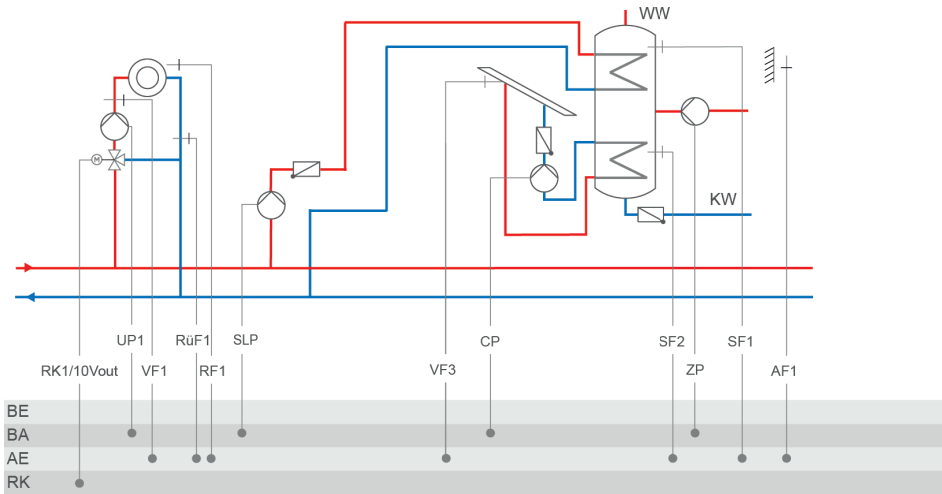 WW
M
KW
UP1 RüF1 SLP CP SF2 SF1
RK1/10Vout VF1 RF1 VF3 ZP AF1
BE
BA
AE
RK